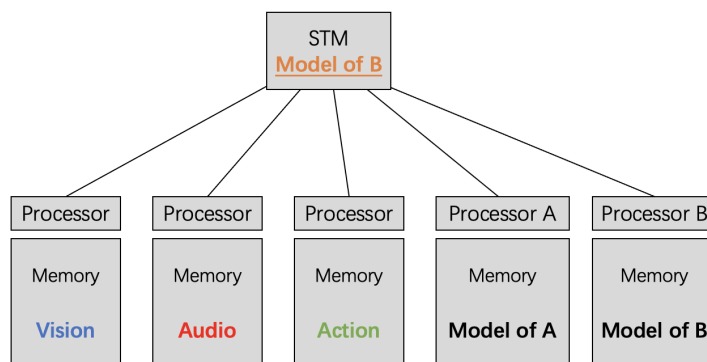 STM
Model of B
Processor
Processor
Processor
Processor A
Processor B
Memory
Memory
Memory
Memory
Memory
Vision
Audio
Action
Model of A
Model of B